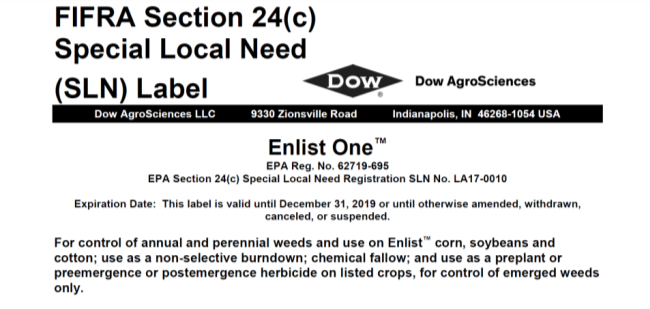 FIFRA Section 24(c)
Special Local Need
(SLN) Label
Dow ® Dow AgroSciences
Dow AgroSciences LLC 9330 Zionsville Road Indianapolis, IN 46268-1054 USA
Enlist One™
EPA Reg. No. 62719-695
EPA Section 24(c) Special Local Need Registration SLN No. LA17-0010
Expiration Date: This label is valid until December 31, 2019 or until otherwise amended, withdrawn,
canceled, or suspended.
For control of annual and perennial weeds and use on Enlist™ corn, soybeans and
cotton; use as a non-selective burndown; chemical fallow; and use as a preplant or
preemergence or postemergence herbicide on listed crops, for control of emerged weeds
only.